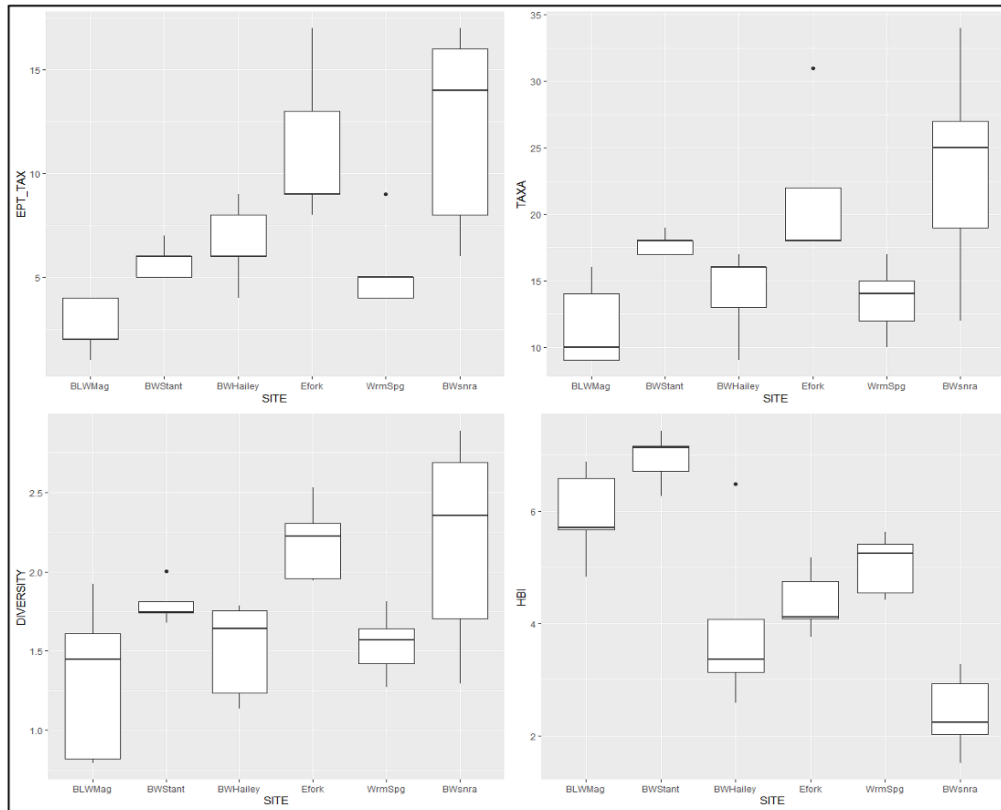 EPT_TAX
15
10
5
BLWMag BWStant BWHailey Efork WrmSpg BWsnra
SITE
TAXA
35
30
25
20
15
10
BLWMag BWStant BWHailey Efork WrmSpg BWsnra
SITE
DIVERSITY
2.5
2.0
1.5
1.0
BLWMag BWStant BWHailey Efork WrmSpg BWsnra
SITE
HBI
6
4
2
BLWMag BWStant BWHailey Efork WrmSpg BWsnra
SITE